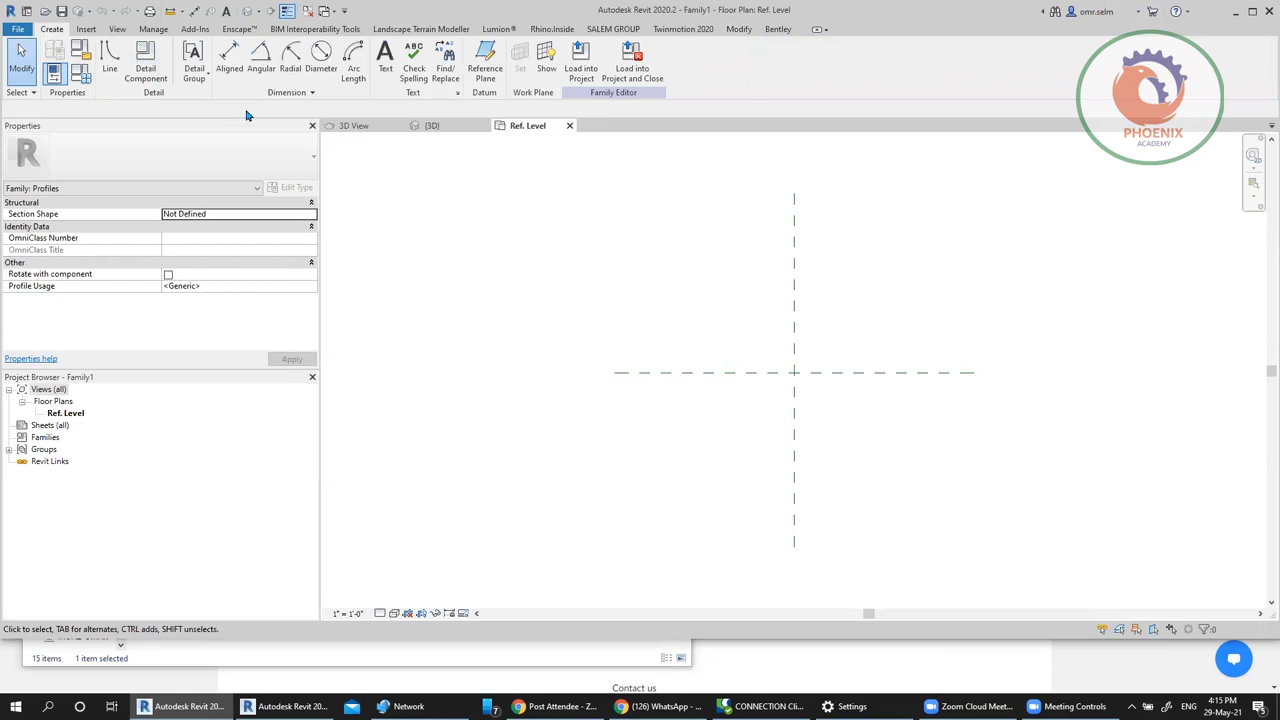 Autodesk Revit 2020.2 - Family1 - Floor Plan: Ref. Level
omr.selm
File Create Insert View Manage Add-Ins Enscape™ BIM Interoperability Tools Landscape Terrain Modeller Lumion® Rhino.Inside SALEM GROUP Twinmotion 2020 Modify Bentley
Modify Line Detail Component Detail Group Aligned Angular Radial Diameter Arc Length Text Check Spelling Find/ Replace Reference Plane Set Show Load into Project Load into Project and Close
Select Properties Detail Dimension Text Datum Work Plane Family Editor
PHOENIX
ACADEMY
Properties
3D View {3D} Ref. Level
Family: Profiles Edit Type
Structural
Section Shape Not Defined
Identity Data
OmniClass Number
OmniClass Title
Other
Rotate with component
Profile Usage <Generic>
Properties help Apply
Project Browser - Family1
Views (all)
Floor Plans
Ref. Level
Sheets (all)
Families
Groups
Revit Links
1" = 1'-0"
Click to select, TAB for alternates, CTRL adds, SHIFT unselects.
:0
15 items 1 item selected
Contact us
Autodesk Revit 20... Autodesk Revit 20... Network 7 Post Attendee - Z... (126) WhatsApp - ... CONNECTION Cli... Settings Zoom Cloud Meet... Meeting Controls
4:15 PM
29-May-21
5